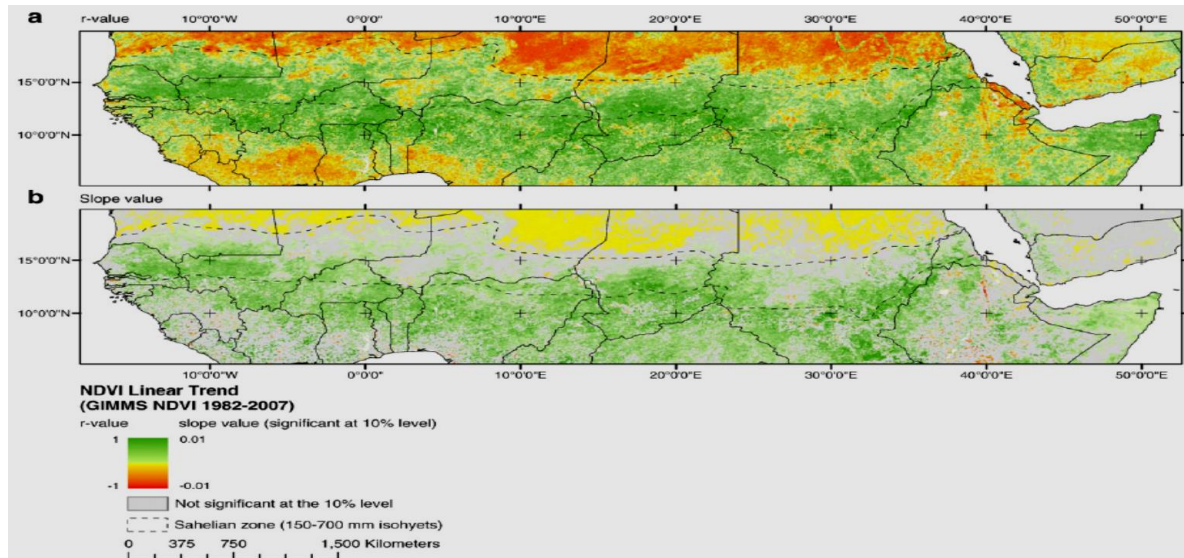 a
r-value
10°0'0"W 0°0'0" 10°0'0"E 20°0'0"E 30°0'0"E 40°0'0"E 50°0'0"E
15°0'0"N
10°0'0"N
b
Slope value
15°0'0"N
10°0'0"N
10°0'0"W 0°0'0"E 10°0'0"E 20°0'0"E 30°0'0"E 40°0'0"E 50°0'0"E
NDVI Linear Trend
(GIMMS NDVI 1982-2007)
r-value slope value (significant at 10% level)
1 0.01
-1 -0.01
Not significant at the 10% level
Sahelian zone (150-700 mm isohyets)
0 375 750 1,500 Kilometers